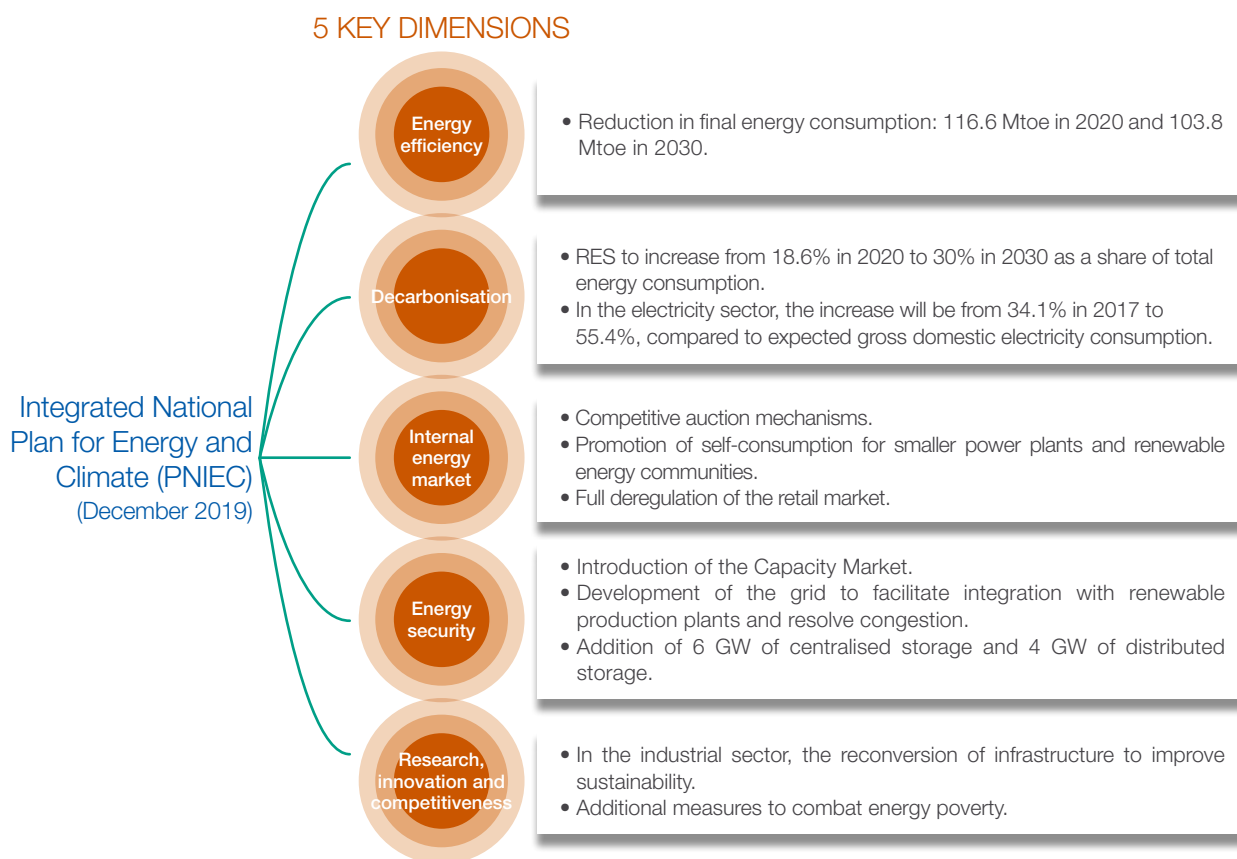 5 KEY DIMENSIONS
Integrated National
Plan for Energy and
Climate (PNIEC)
(December 2019)
Energy
efficiency
• Reduction in final energy consumption: 116.6 Mtoe in 2020 and 103.8
Mtoe in 2030.
Decarbonisation
• RES to increase from 18.6% in 2020 to 30% in 2030 as a share of total
energy consumption.
• In the electricity sector, the increase will be from 34.1% in 2017 to
55.4%, compared to expected gross domestic electricity consumption.
Internal
energy
market
• Competitive auction mechanisms.
• Promotion of self-consumption for smaller power plants and renewable
energy communities.
• Full deregulation of the retail market.
Energy
security
• Introduction of the Capacity Market.
• Development of the grid to facilitate integration with renewable
production plants and resolve congestion.
• Addition of 6 GW of centralised storage and 4 GW of distributed
storage.
Research,
innovation and
competitiveness
• In the industrial sector, the reconversion of infrastructure to improve
sustainability.
• Additional measures to combat energy poverty.